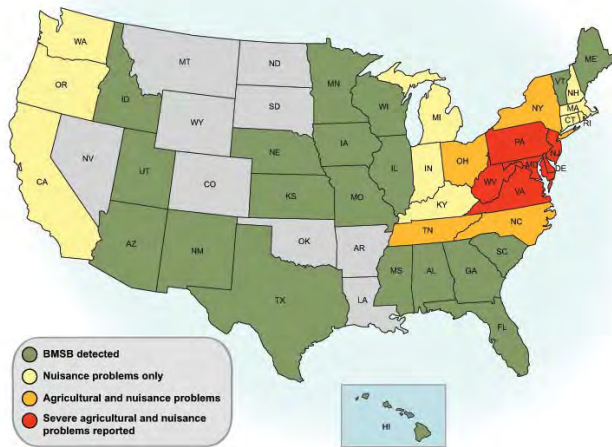 WA
ME
MT
ND
VT
MN
OR
NH
ID
WI
NY
MA
SD
MI
CT
RI
WY
PA
IA
NJ
NE
OH
NV
IN
IL
DE
UT
WV
CO
VA
CA
KS
MO
KY
NC
TN
OK
AZ
NM
AR
SC
MS
AL
GA
TX
LA
FL
BMSB detected
Nuisance problems only
Agricultural and nuisance problems
Severe agricultural and nuisance
problems reported
HI